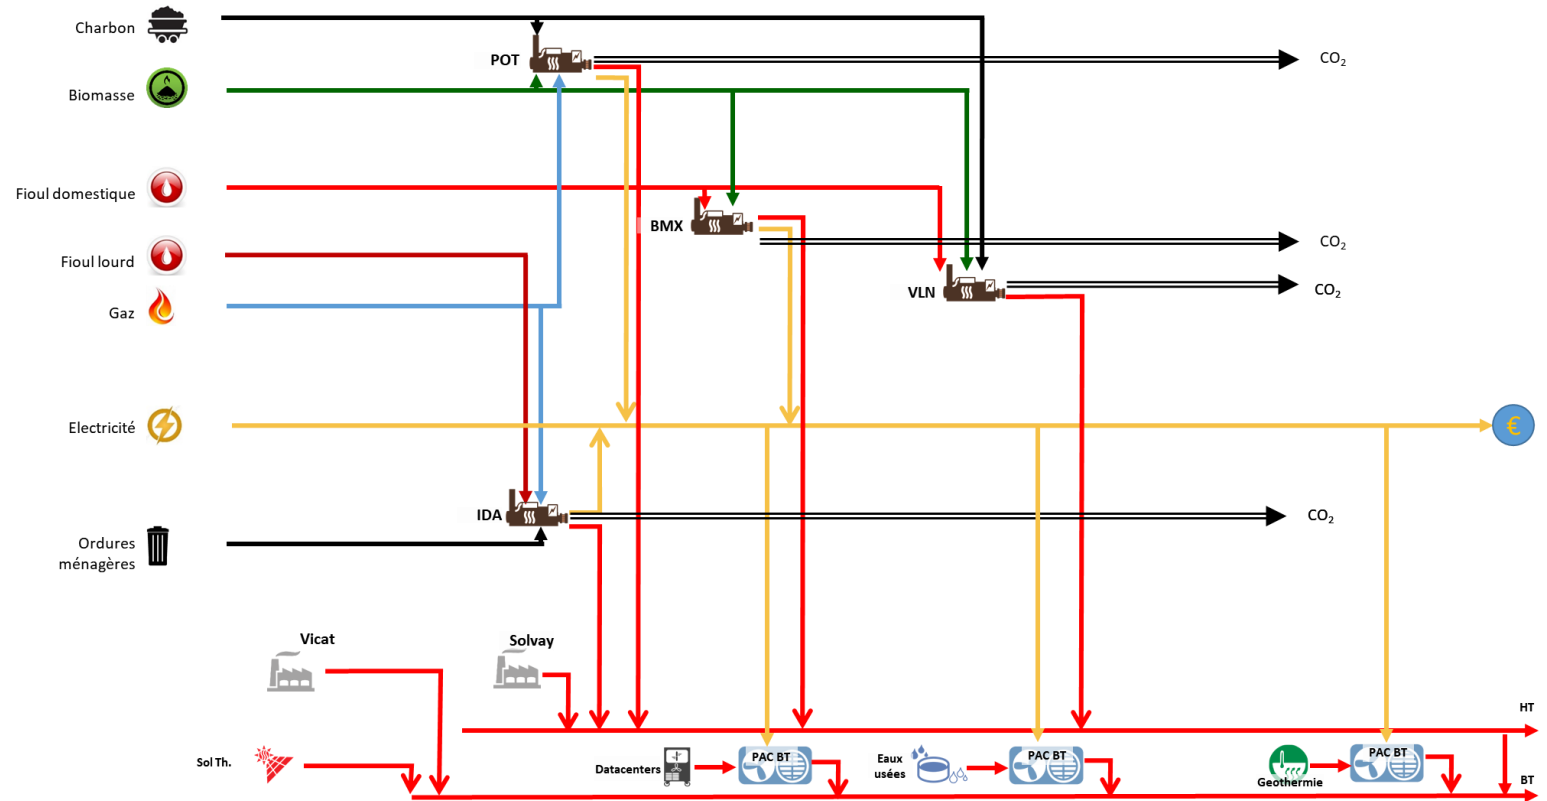 Charbon
POT
CO₂
Biomasse
Fioul domestique
BMX
CO₂
Fioul lourd
VLN
CO₂
Gaz
Electricité
€
IDA
CO₂
Ordures
ménagères
Vicat
Solvay
HT
Sol Th.
Datacenters
PAC BT
Eaux
usées
PAC BT
Geothermie
PAC BT
BT